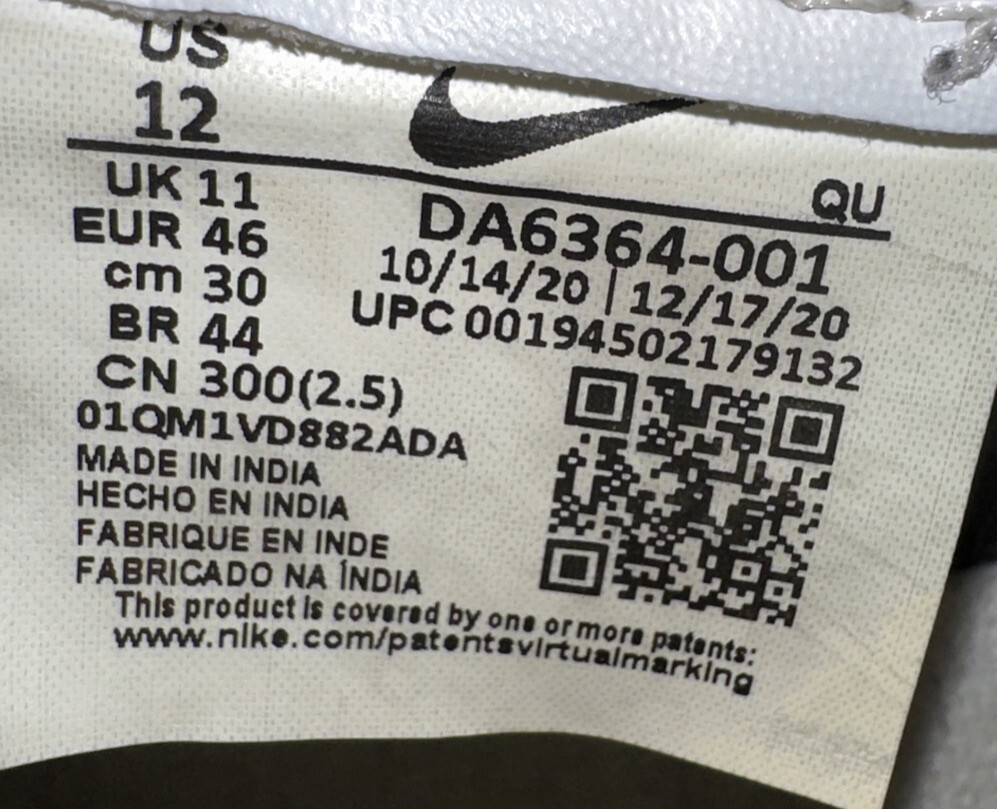 US
12
UK 11
EUR 46
cm 30
BR 44
CN 300(2.5)
01QM1VD882ADA
MADE IN INDIA
HECHO EN INDIA
FABRIQUE EN INDE
FABRICADO NA ÍNDIA
QU
DA6364-001
10/14/20 | 12/17/20
UPC 00194502179132
This product is covered by one or more patents:
www.nike.com/patentsvirtualmarking